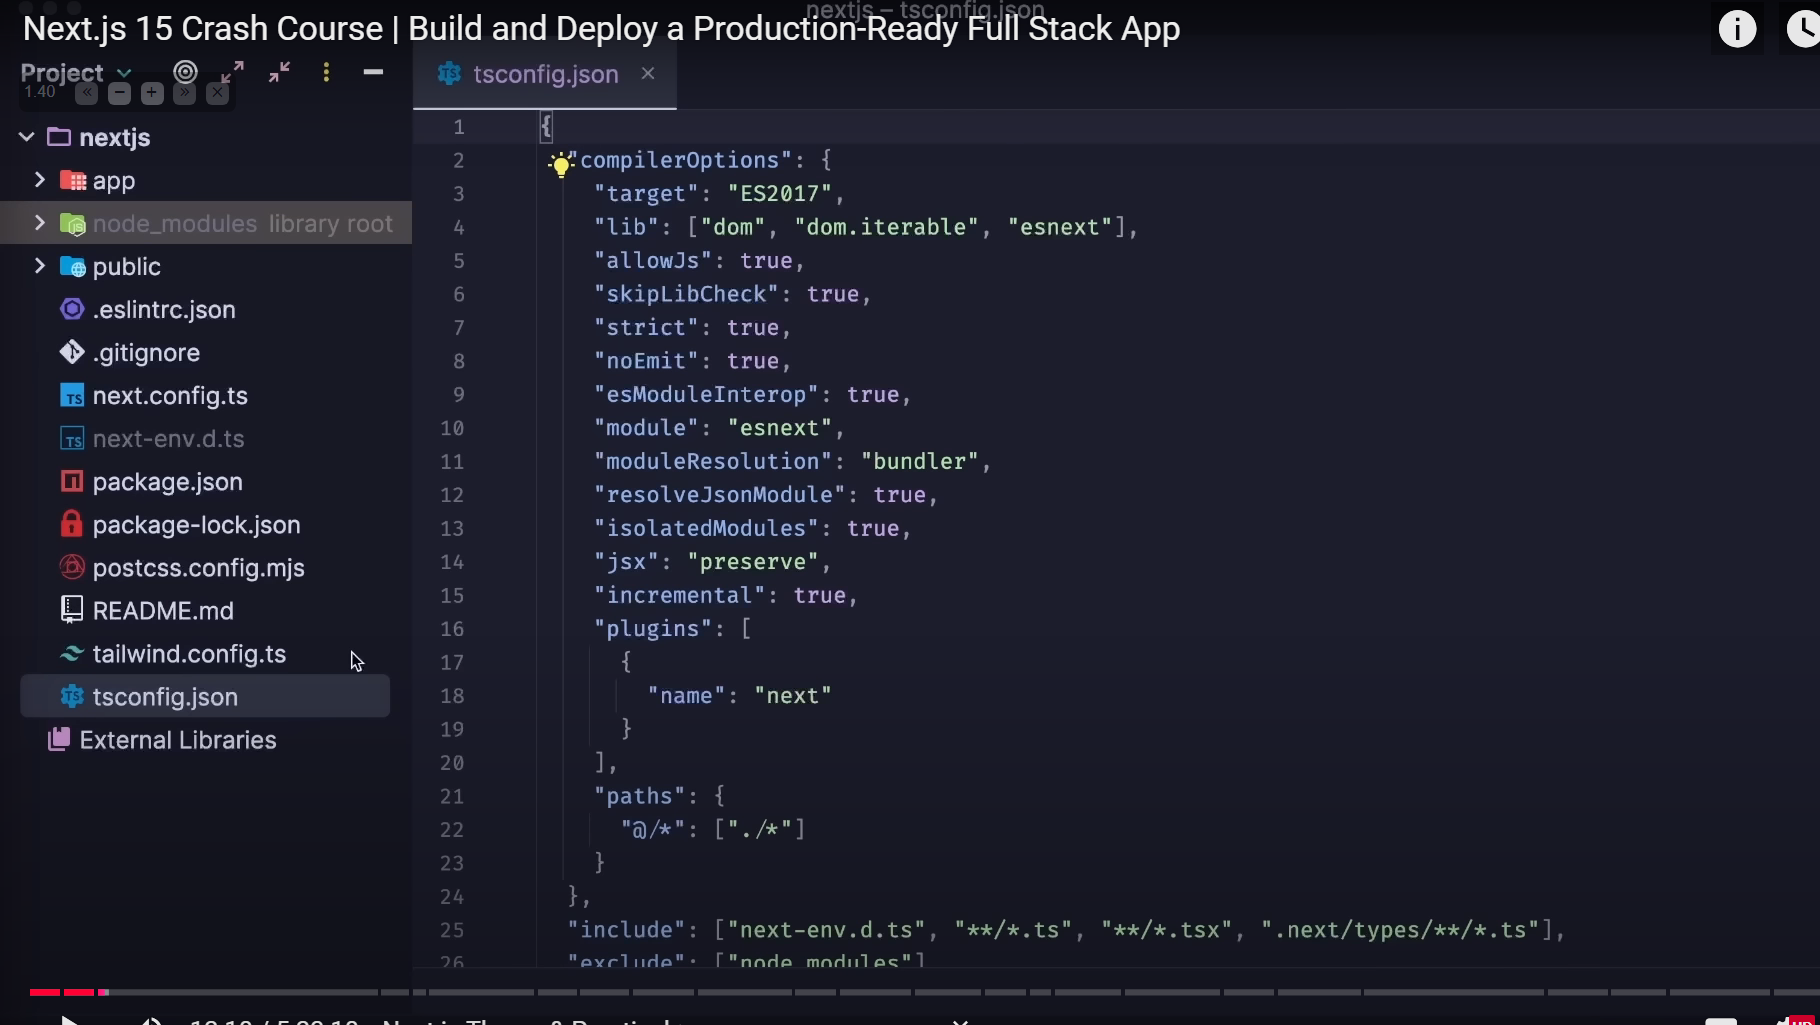 nextjs – tsconfig.json
Next.js 15 Crash Course | Build and Deploy a Production-Ready Full Stack App
Project
1.40
tsconfig.json
nextjs
app
node_modules library root
public
.eslintrc.json
.gitignore
next.config.ts
next-env.d.ts
package.json
package-lock.json
postcss.config.mjs
README.md
tailwind.config.ts
tsconfig.json
External Libraries
1 {
2 "compilerOptions": {
3 "target": "ES2017",
4 "lib": ["dom", "dom.iterable", "esnext"],
5 "allowJs": true,
6 "skipLibCheck": true,
7 "strict": true,
8 "noEmit": true,
9 "esModuleInterop": true,
10 "module": "esnext",
11 "moduleResolution": "bundler",
12 "resolveJsonModule": true,
13 "isolatedModules": true,
14 "jsx": "preserve",
15 "incremental": true,
16 "plugins": [
17 {
18 "name": "next"
19 }
20 ],
21 "paths": {
22 "@/*": ["./*"]
23 }
24 },
25 "include": ["next-env.d.ts", "**/*.ts", "**/*.tsx", ".next/types/**/*.ts"],
26 "exclude": ["node_modules"]